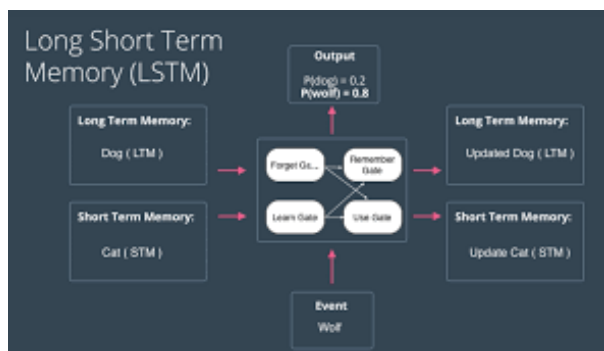 Long Short Term
Memory (LSTM)
Output
P(dog) = 0.2
P(wolf) = 0.8
Long Term Memory:
Dog ( LTM )
Forget Ga...
Remember
Gate
Long Term Memory:
Updated Dog ( LTM )
Short Term Memory:
Cat ( STM )
Learn Gate
Use Gate
Short Term Memory:
Update Cat ( STM )
Event
Wolf